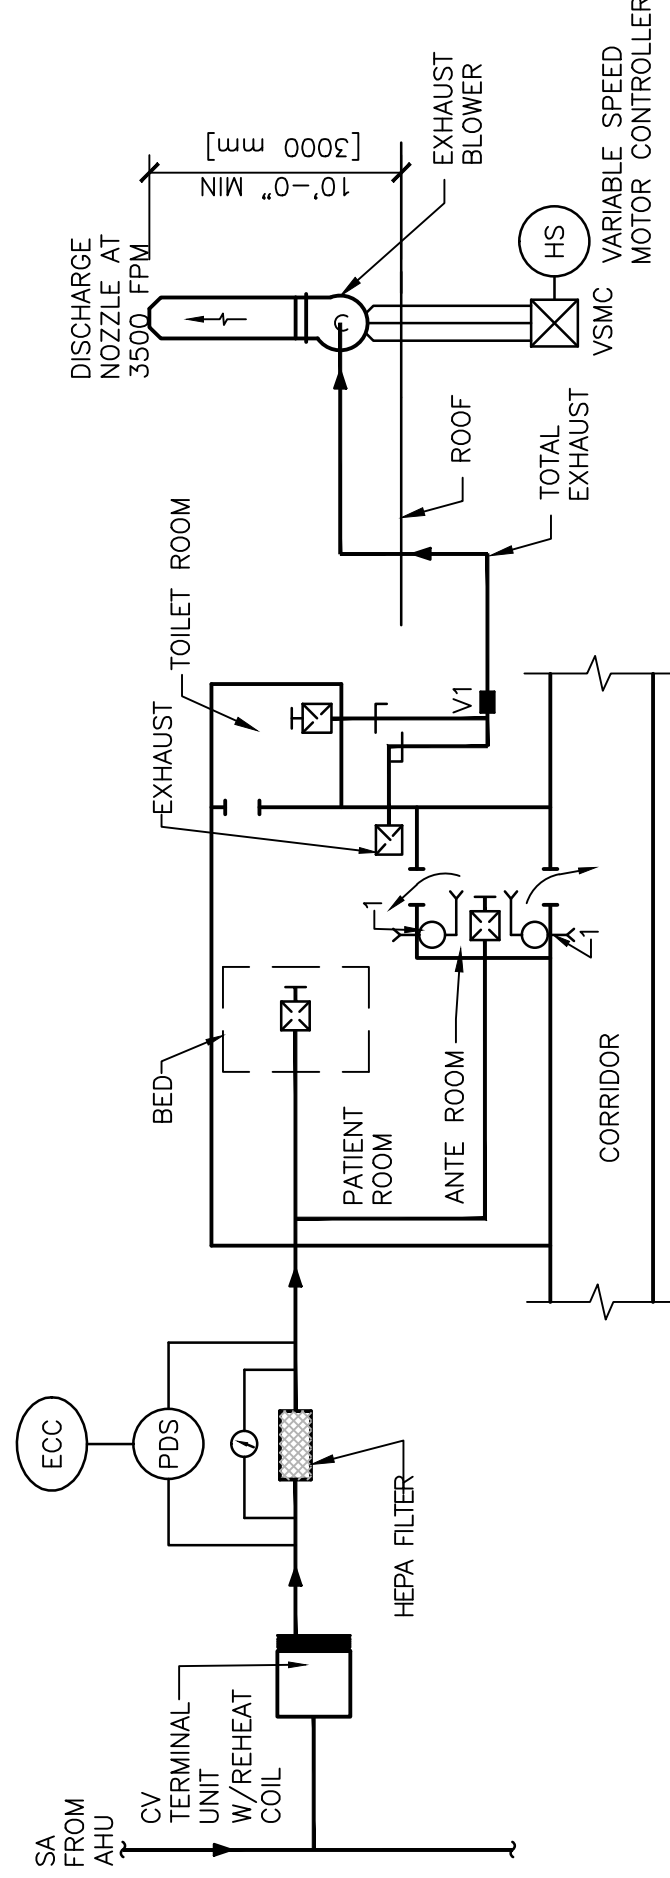 SA
FROM
AHU
CV
TERMINAL
UNIT
W/REHEAT
COIL
ECC
PDS
HEPA FILTER
BED
PATIENT
ROOM
ANTE ROOM
CORRIDOR
1
1
EXHAUST
TOILET ROOM
V1
TOTAL
EXHAUST
ROOF
DISCHARGE
NOZZLE AT
3500 FPM
10'-0" MIN
[3000 mm]
EXHAUST
BLOWER
HS
VSMC
VARIABLE SPEED
MOTOR CONTROLLER